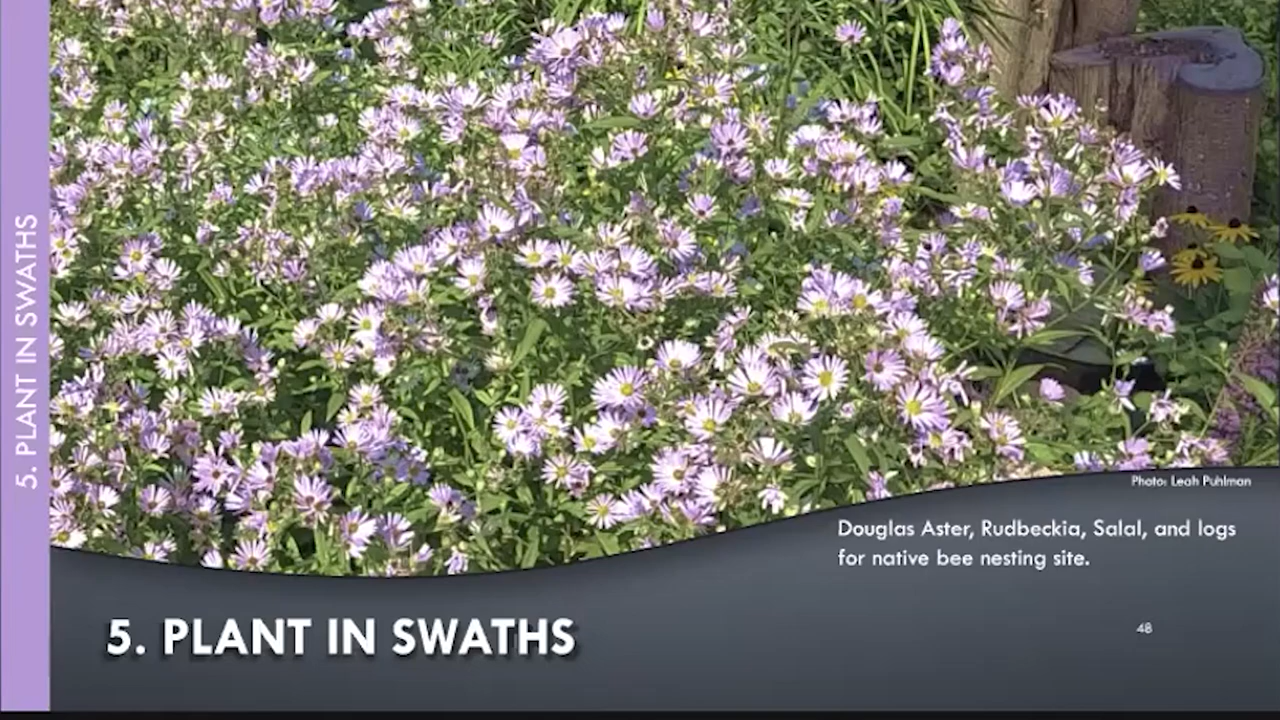 5. PLANT IN SWATHS
Photo: Leah Puhlman
Douglas Aster, Rudbeckia, Salal, and logs
for native bee nesting site.
5. PLANT IN SWATHS
48